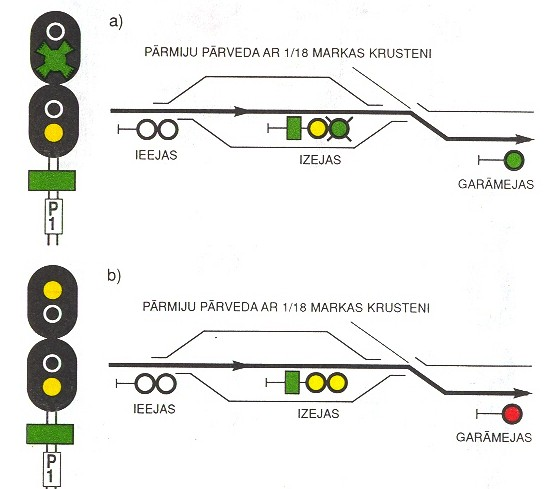 a)
PĀRMIJU PĀRVEDA AR 1/18 MARKAS KRUSTENI
IEEJAS
IZEJAS
GARĀMEJAS
P
1
b)
PĀRMIJU PĀRVEDA AR 1/18 MARKAS KRUSTENI
IEEJAS
IZEJAS
GARĀMEJAS
P
1